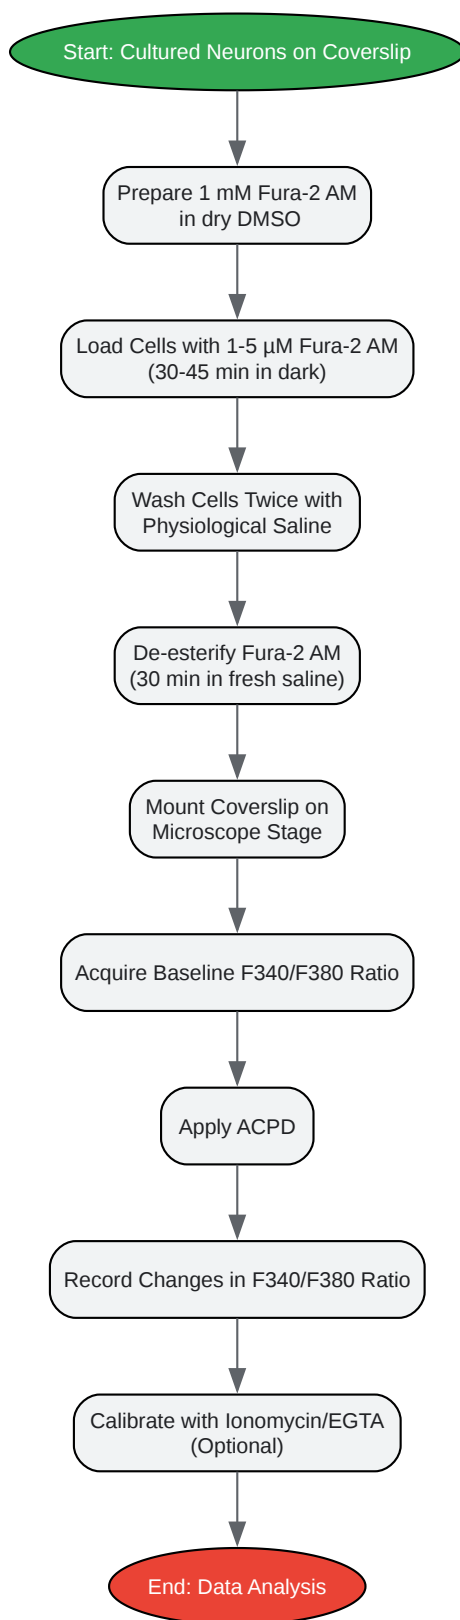 Start: Cultured Neurons on Coverslip
Prepare 1 mM Fura-2 AM
in dry DMSO
Load Cells with 1-5 µM Fura-2 AM
(30-45 min in dark)
Wash Cells Twice with
Physiological Saline
De-esterify Fura-2 AM
(30 min in fresh saline)
Mount Coverslip on
Microscope Stage
Acquire Baseline F340/F380 Ratio
Apply ACPD
Record Changes in F340/F380 Ratio
Calibrate with Ionomycin/EGTA
(Optional)
End: Data Analysis